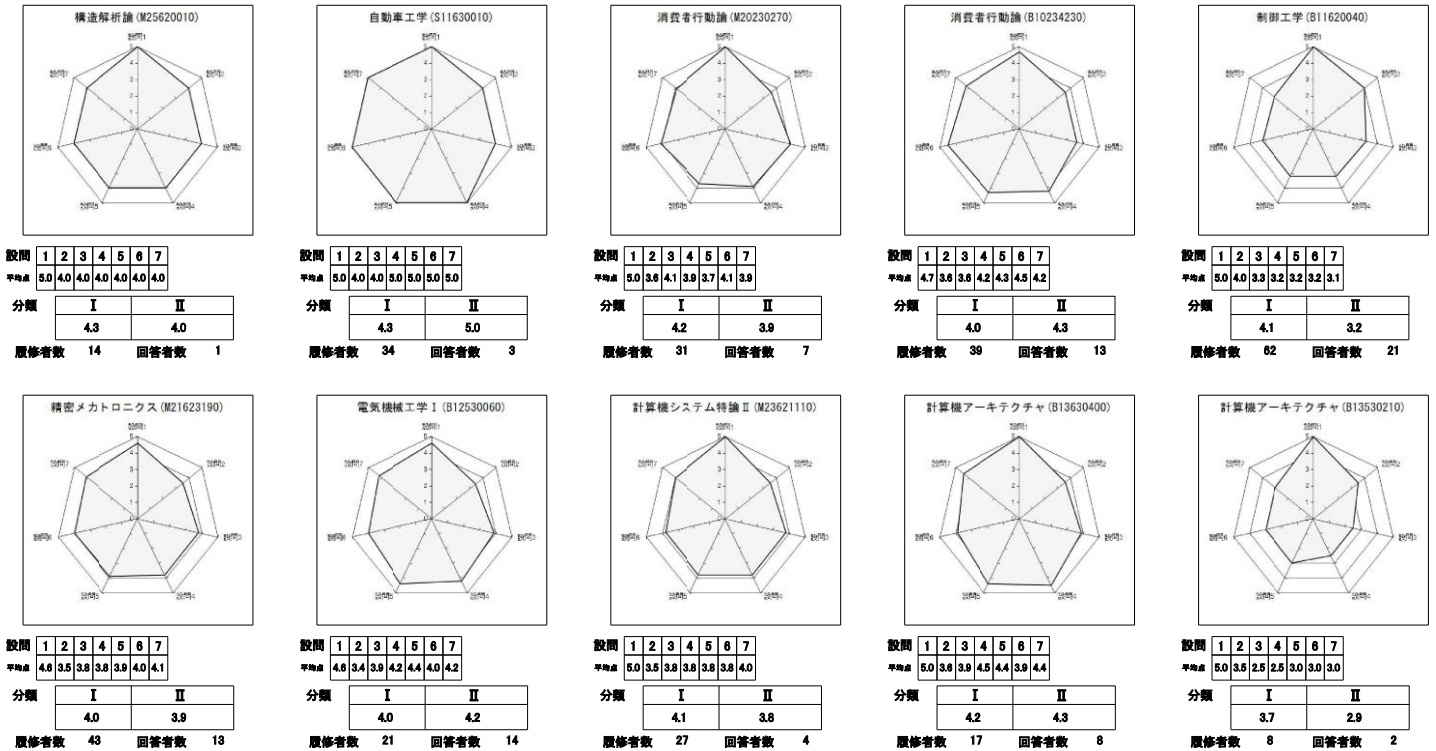 構造解析論(M25620010)
設問 1 2 3 4 5 6 7
平均点 5.0 4.0 4.0 4.0 4.0 4.0 4.0
分類 Ⅰ Ⅱ
4.3 4.0
履修者数 14 回答者数 1
自動車工学(S11630010)
設問 1 2 3 4 5 6 7
平均点 5.0 4.0 4.0 5.0 5.0 5.0 5.0
分類 Ⅰ Ⅱ
4.3 5.0
履修者数 34 回答者数 3
消費者行動論(M20230270)
設問 1 2 3 4 5 6 7
平均点 5.0 3.6 4.1 3.9 3.7 4.1 3.9
分類 Ⅰ Ⅱ
4.2 3.9
履修者数 31 回答者数 7
消費者行動論(B10234230)
設問 1 2 3 4 5 6 7
平均点 4.7 3.6 3.6 4.2 4.3 4.5 4.2
分類 Ⅰ Ⅱ
4.0 4.3
履修者数 39 回答者数 13
制御工学(B11620040)
設問 1 2 3 4 5 6 7
平均点 5.0 4.0 3.3 3.2 3.2 3.2 3.1
分類 Ⅰ Ⅱ
4.1 3.2
履修者数 62 回答者数 21
精密メカトロニクス(M21623190)
設問 1 2 3 4 5 6 7
平均点 4.6 3.5 3.8 3.8 3.9 4.0 4.1
分類 Ⅰ Ⅱ
4.0 3.9
履修者数 43 回答者数 13
電気機械工学Ⅰ(B12530060)
設問 1 2 3 4 5 6 7
平均点 4.6 3.4 3.9 4.2 4.4 4.0 4.2
分類 Ⅰ Ⅱ
4.0 4.2
履修者数 21 回答者数 14
計算機システム特論Ⅱ(M23621110)
設問 1 2 3 4 5 6 7
平均点 5.0 3.5 3.8 3.8 3.8 3.8 4.0
分類 Ⅰ Ⅱ
4.1 3.8
履修者数 27 回答者数 4
計算機アーキテクチャ(B13630400)
設問 1 2 3 4 5 6 7
平均点 5.0 3.6 3.9 4.5 4.4 3.9 4.4
分類 Ⅰ Ⅱ
4.2 4.3
履修者数 17 回答者数 8
計算機アーキテクチャ(B13530210)
設問 1 2 3 4 5 6 7
平均点 5.0 3.5 2.5 2.5 3.0 3.0 3.0
分類 Ⅰ Ⅱ
3.7 2.9
履修者数 8 回答者数 2